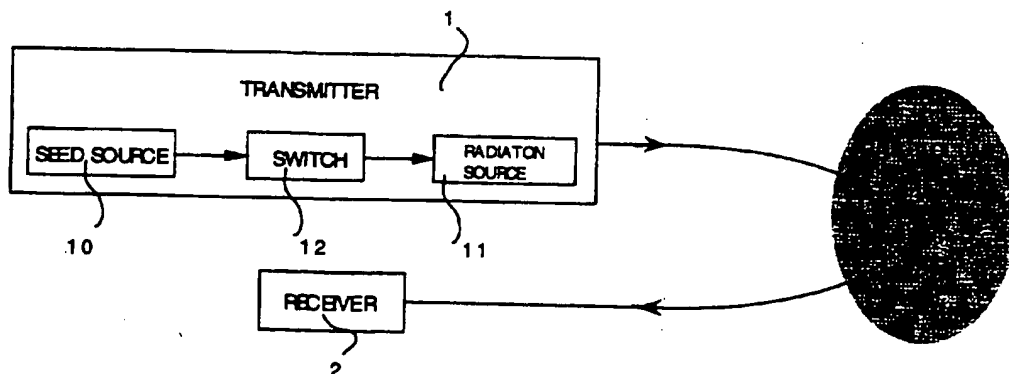 1
TRANSMITTER
SEED SOURCE
SWITCH
RADIATON
SOURCE
10
12
11
RECEIVER
2